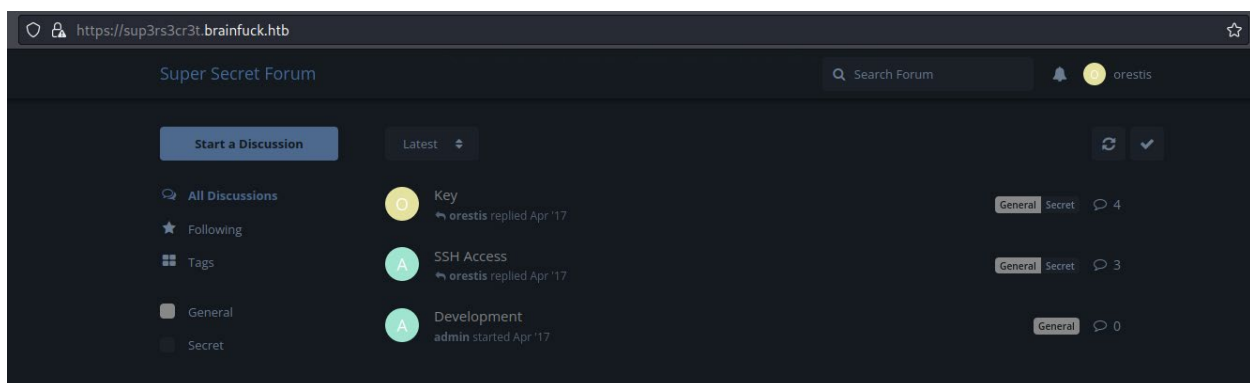 https://sup3rs3cr3t.brainfuck.htb
Super Secret Forum
Search Forum
O
orestis
Start a Discussion
Latest
All Discussions
Following
Tags
General
Secret
O
Key
orestis replied Apr '17
General Secret
4
A
SSH Access
orestis replied Apr '17
General Secret
3
A
Development
admin started Apr '17
General
0